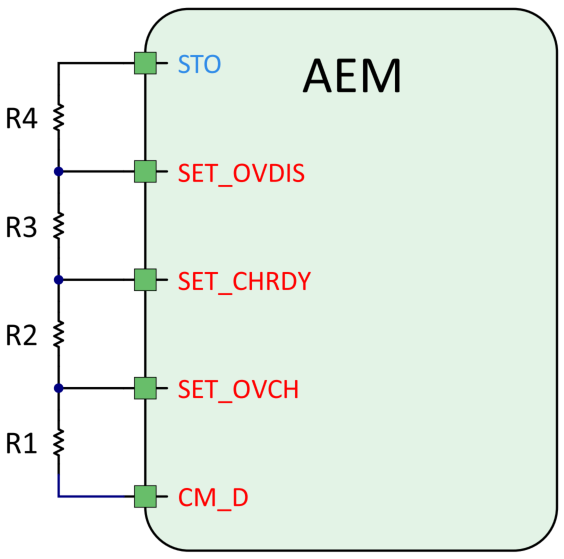 AEM
STO
R4
SET_OVDIS
R3
SET_CHRDY
R2
SET_OVCH
R1
CM_D